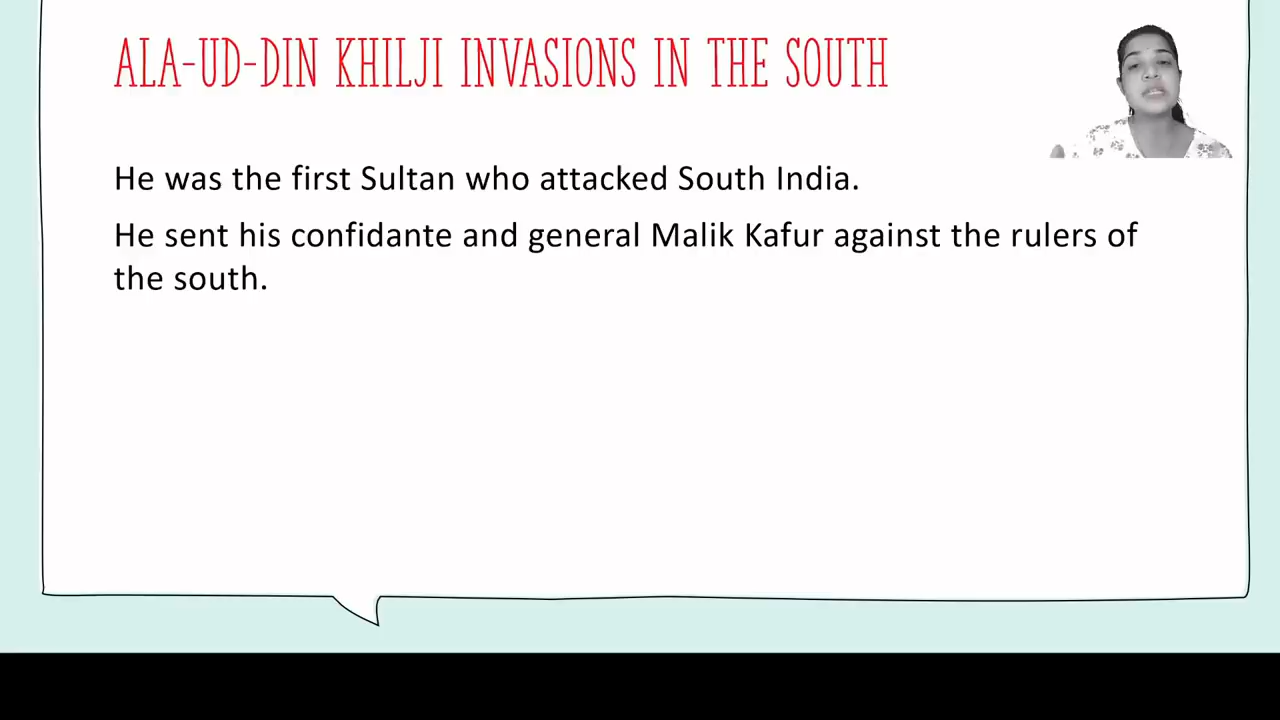 ALA-UD-DIN KHILJI INVASIONS IN THE SOUTH
He was the first Sultan who attacked South India.
He sent his confidante and general Malik Kafur against the rulers of
the south.